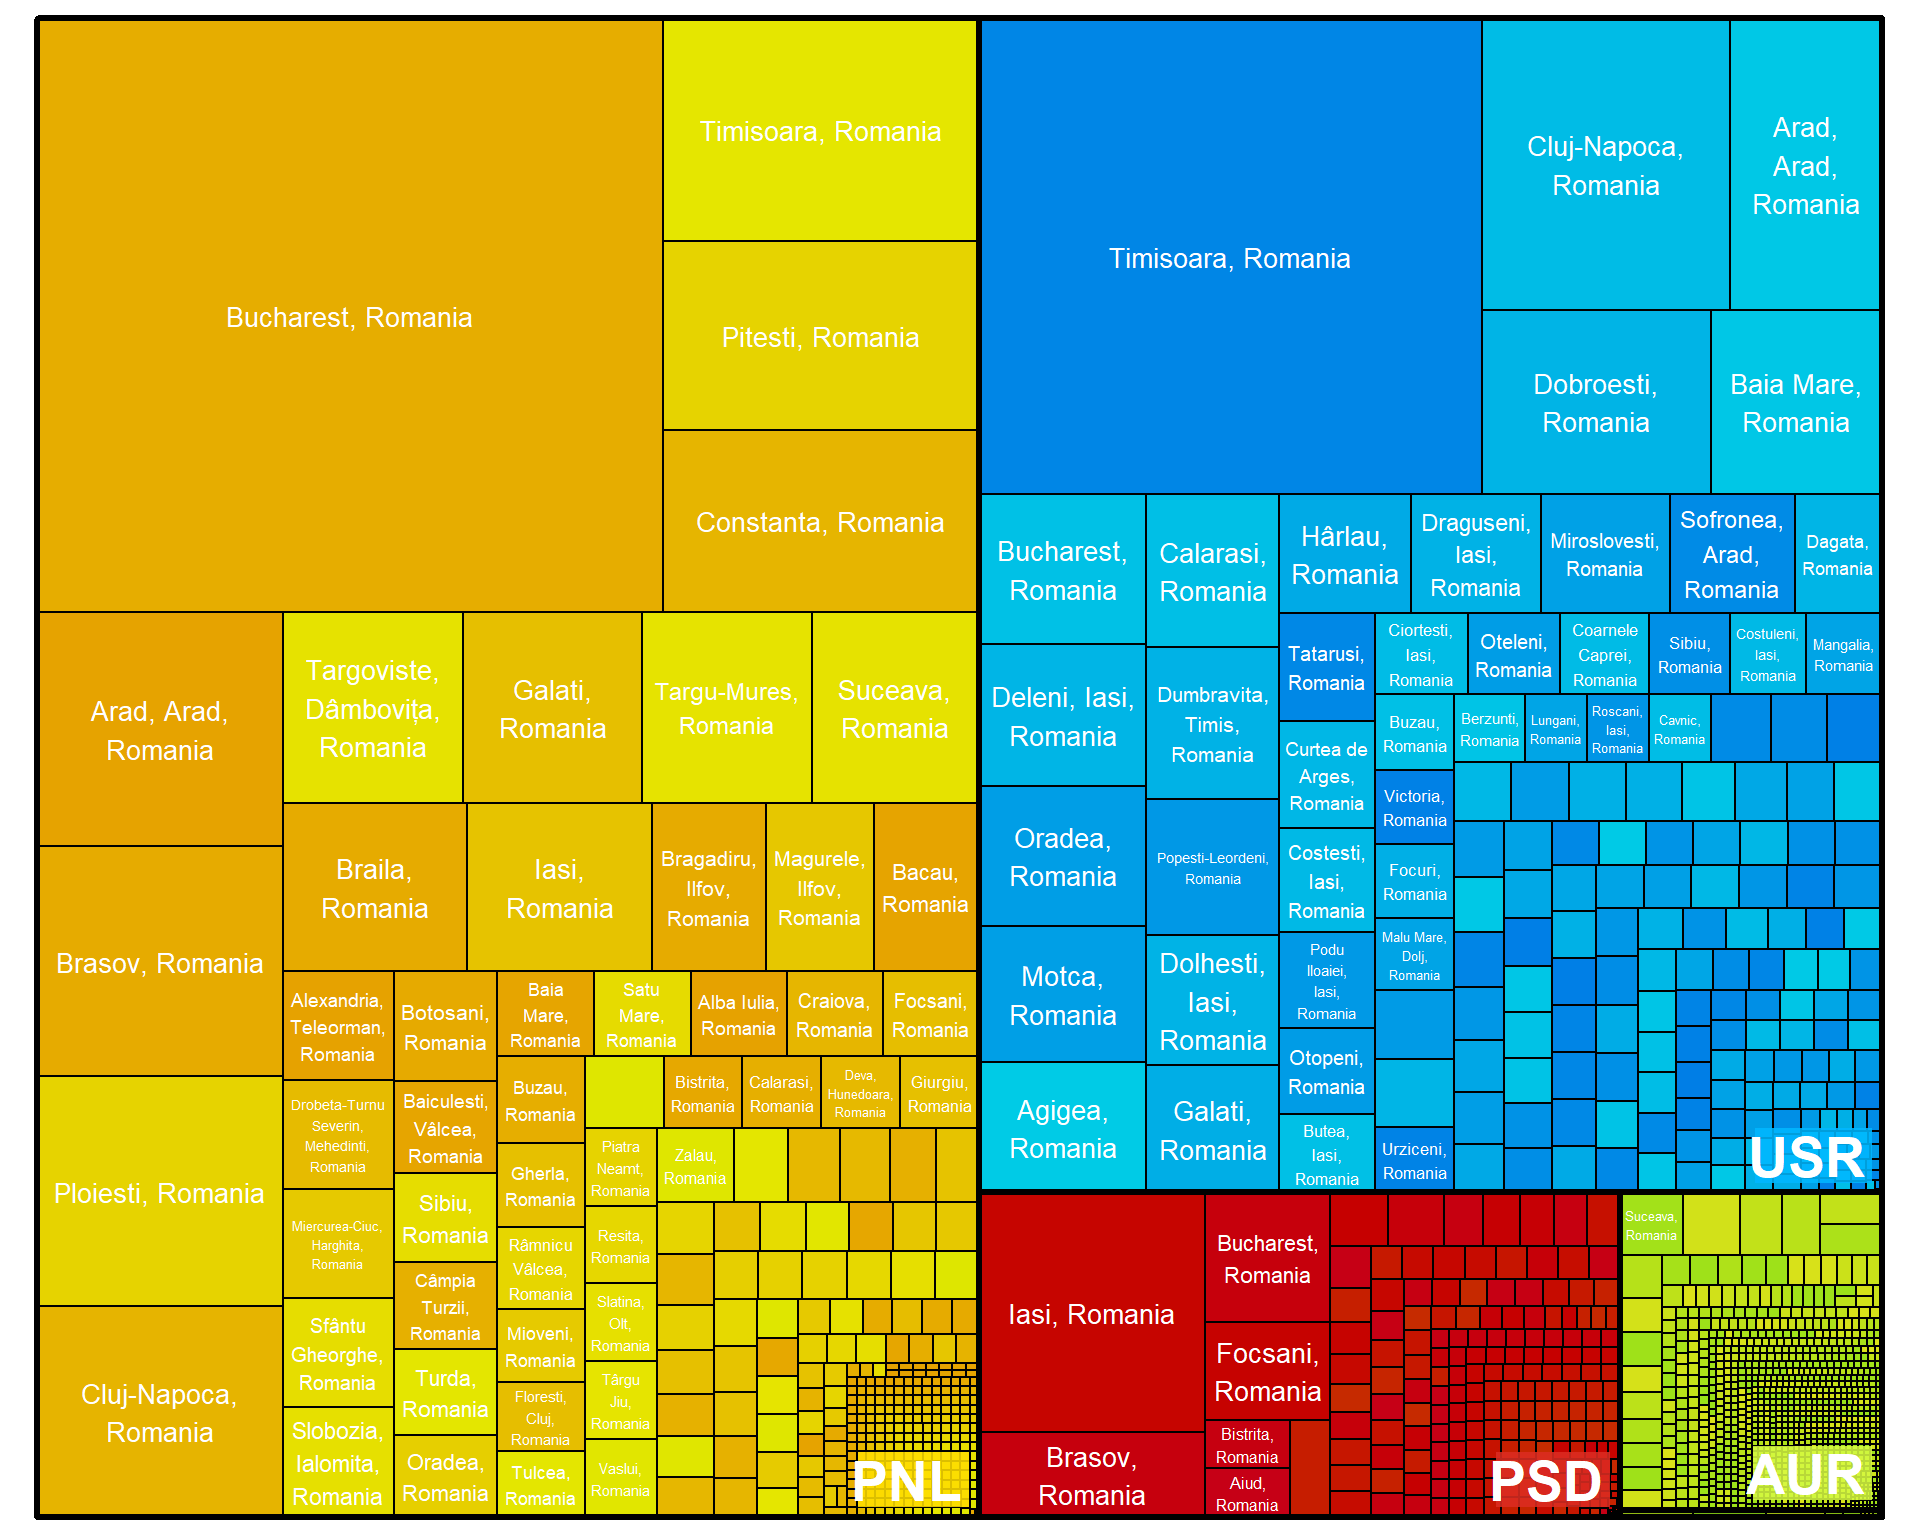 Bucharest, Romania
Timisoara, Romania
Pitesti, Romania
Constanta, Romania
Arad, Arad,
Romania
Brasov, Romania
Ploiesti, Romania
Cluj-Napoca,
Romania
Targoviste,
Dâmbovița,
Romania
Galati,
Romania
Targu-Mures,
Romania
Suceava,
Romania
Braila,
Romania
Iasi,
Romania
Bragadiru,
Ilfov,
Romania
Magurele,
Ilfov,
Romania
Bacau,
Romania
Alexandria,
Teleorman,
Romania
Drobeta-Turnu
Severin,
Mehedinti,
Romania
Miercurea-Ciuc,
Harghita,
Romania
Sfântu
Gheorghe,
Romania
Slobozia,
Ialomita,
Romania
Botosani,
Romania
Baiculesti,
Vâlcea,
Romania
Sibiu,
Romania
Câmpia
Turzii,
Romania
Turda,
Romania
Oradea,
Romania
Baia
Mare,
Romania
Satu
Mare,
Romania
Alba Iulia,
Romania
Craiova,
Romania
Focsani,
Romania
Buzau,
Romania
Gherla,
Romania
Râmnicu
Vâlcea,
Romania
Mioveni,
Romania
Floresti,
Cluj,
Romania
Tulcea,
Romania
Bistrita,
Romania
Calarasi,
Romania
Deva,
Hunedoara,
Romania
Giurgiu,
Romania
Piatra
Neamt,
Romania
Zalau,
Romania
Resita,
Romania
Slatina,
Olt,
Romania
Târgu
Jiu,
Romania
Vaslui,
Romania
PNL
Timisoara, Romania
Cluj-Napoca,
Romania
Arad,
Arad,
Romania
Dobroesti,
Romania
Baia Mare,
Romania
Bucharest,
Romania
Deleni, Iasi,
Romania
Oradea,
Romania
Motca,
Romania
Agigea,
Romania
Calarasi,
Romania
Dumbravita,
Timis,
Romania
Popesti-Leordeni,
Romania
Dolhesti,
Iasi,
Romania
Galati,
Romania
Hârlau,
Romania
Draguseni,
Iasi,
Romania
Miroslovesti,
Romania
Sofronea,
Arad,
Romania
Dagata,
Romania
Tatarusi,
Romania
Curtea de
Arges,
Romania
Costesti,
Iasi,
Romania
Podu
Iloaiei,
Iasi,
Romania
Otopeni,
Romania
Butea,
Iasi,
Romania
Ciortesti,
Iasi,
Romania
Oteleni,
Romania
Coarnele
Caprei,
Romania
Sibiu,
Romania
Costuleni,
Iasi,
Romania
Mangalia,
Romania
Buzau,
Romania
Berzunti,
Romania
Lungani,
Romania
Roscani,
Iasi,
Romania
Cavnic,
Romania
Victoria,
Romania
Focuri,
Romania
Malu Mare,
Dolj,
Romania
Urziceni,
Romania
USR
Iasi, Romania
Brasov,
Romania
Bucharest,
Romania
Focsani,
Romania
Bistrita,
Romania
Aiud,
Romania
PSD
Suceava,
Romania
AUR